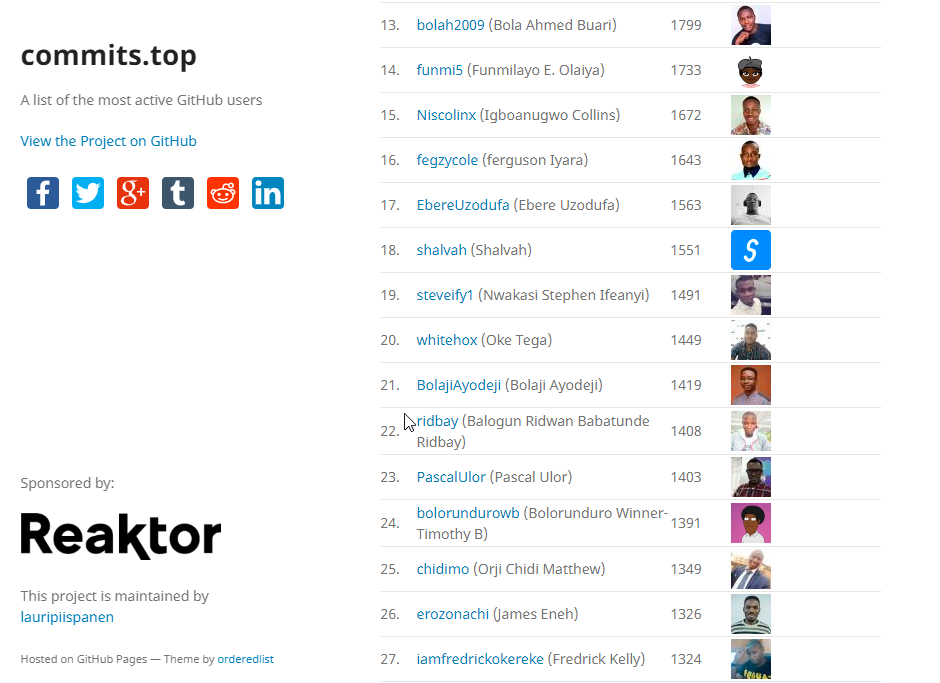 commits.top
A list of the most active GitHub users
View the Project on GitHub
Sponsored by:
Reaktor
This project is maintained by
lauripiispanen
Hosted on GitHub Pages — Theme by orderedlist
13. bolah2009 (Bola Ahmed Buari) 1799
14. funmi5 (Funmilayo E. Olaiya) 1733
15. Niscolinx (Igboanugwo Collins) 1672
16. fegzycole (ferguson Iyara) 1643
17. EbereUzodufa (Ebere Uzodufa) 1563
18. shalvah (Shalvah) 1551
19. steveify1 (Nwakasi Stephen Ifeanyi) 1491
20. whitehox (Oke Tega) 1449
21. BolajiAyodeji (Bolaji Ayodeji) 1419
22. ridbay (Balogun Ridwan Babatunde
Ridbay) 1408
23. PascalUlor (Pascal Ulor) 1403
24. bolorundurowb (Bolorunduro Winner-
Timothy B) 1391
25. chidimo (Orji Chidi Matthew) 1349
26. erozonachi (James Eneh) 1326
27. iamfredrickokereke (Fredrick Kelly) 1324